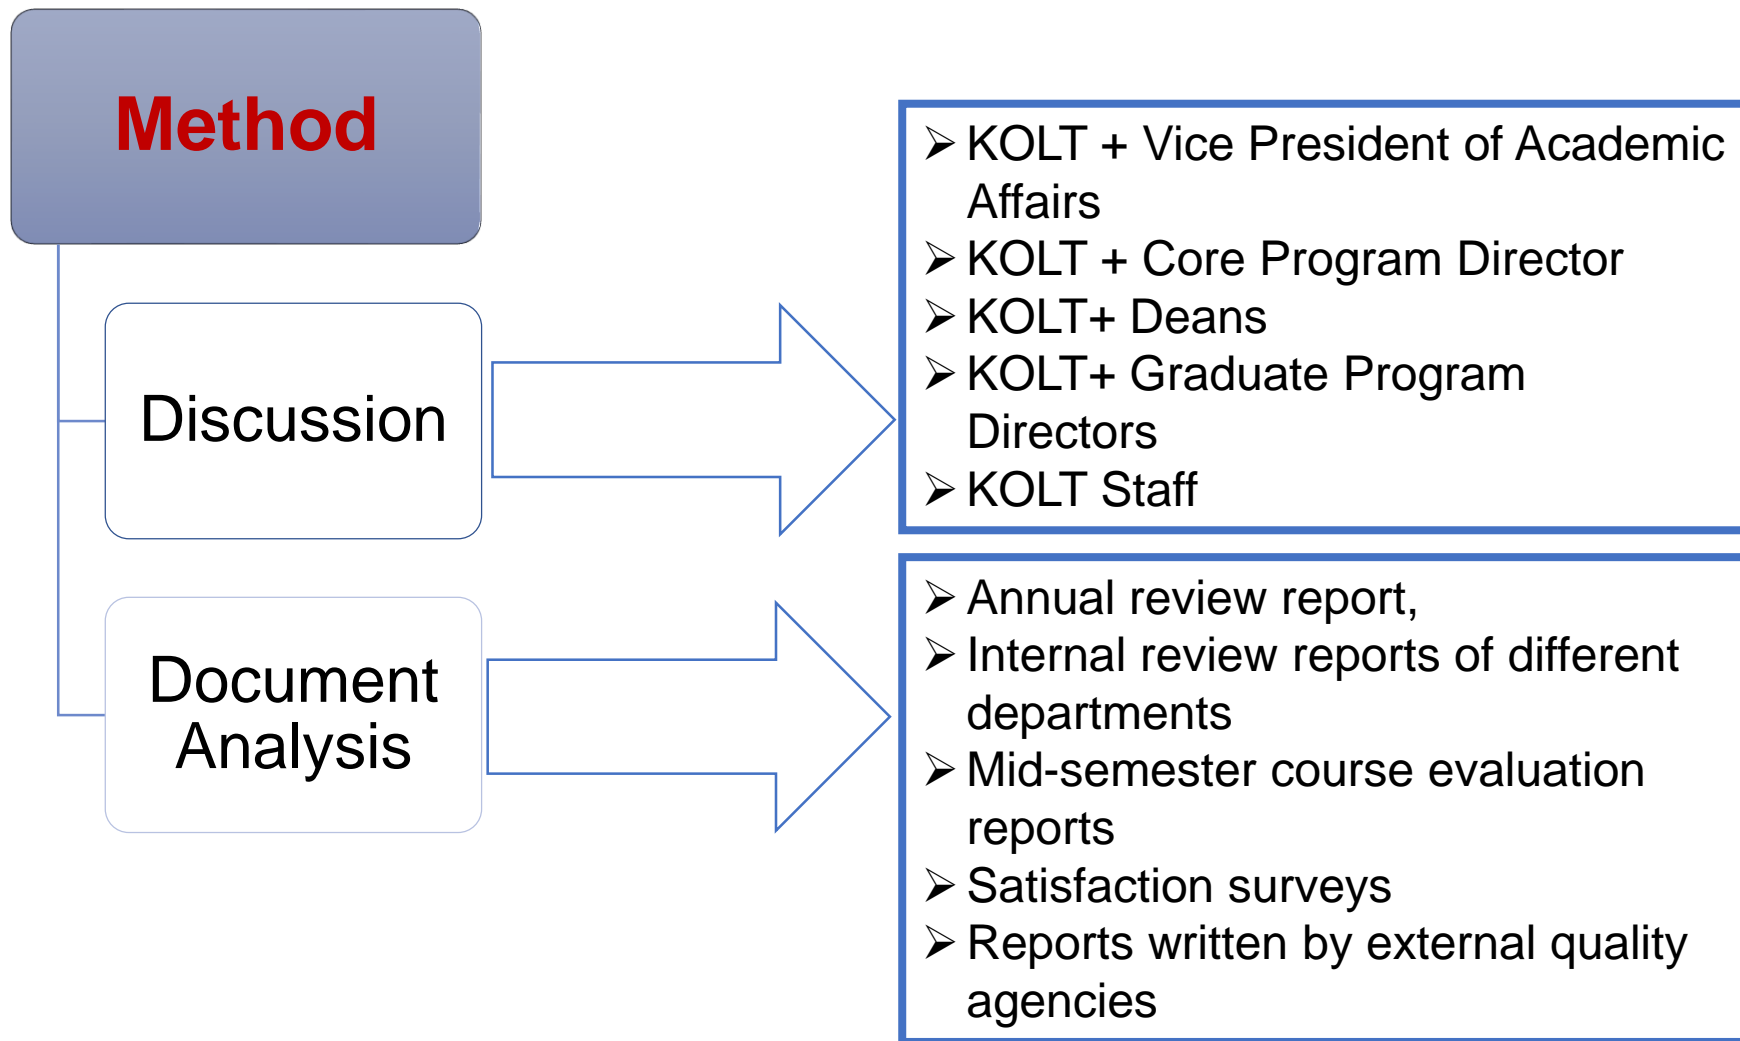 Method
Discussion
➢ KOLT + Vice President of Academic
Affairs
➢ KOLT + Core Program Director
➢ KOLT+ Deans
➢ KOLT+ Graduate Program
Directors
➢ KOLT Staff
Document
Analysis
➢ Annual review report,
➢ Internal review reports of different
departments
➢ Mid-semester course evaluation
reports
➢ Satisfaction surveys
➢ Reports written by external quality
agencies